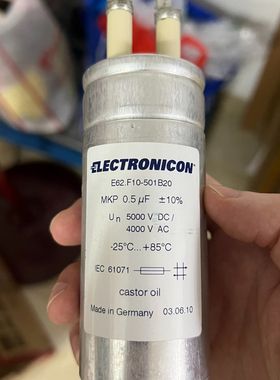 ELECTRONICON
E62.F10-501B20
MKP 0.5 µF ±10%
Un 5000 V DC /
4000 V AC
-25°C...+85°C
IEC 61071
castor oil
Made in Germany 03.06.10